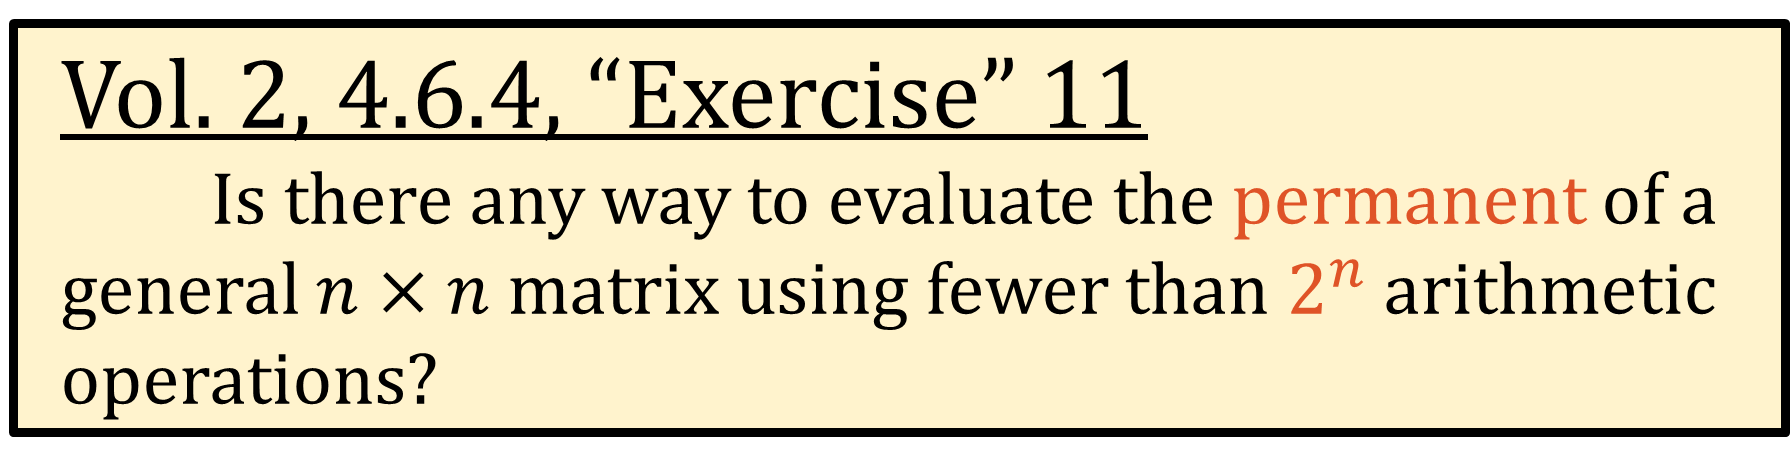 Vol. 2, 4.6.4, “Exercise” 11
Is there any way to evaluate the permanent of a
general n × n matrix using fewer than 2ⁿ arithmetic
operations?